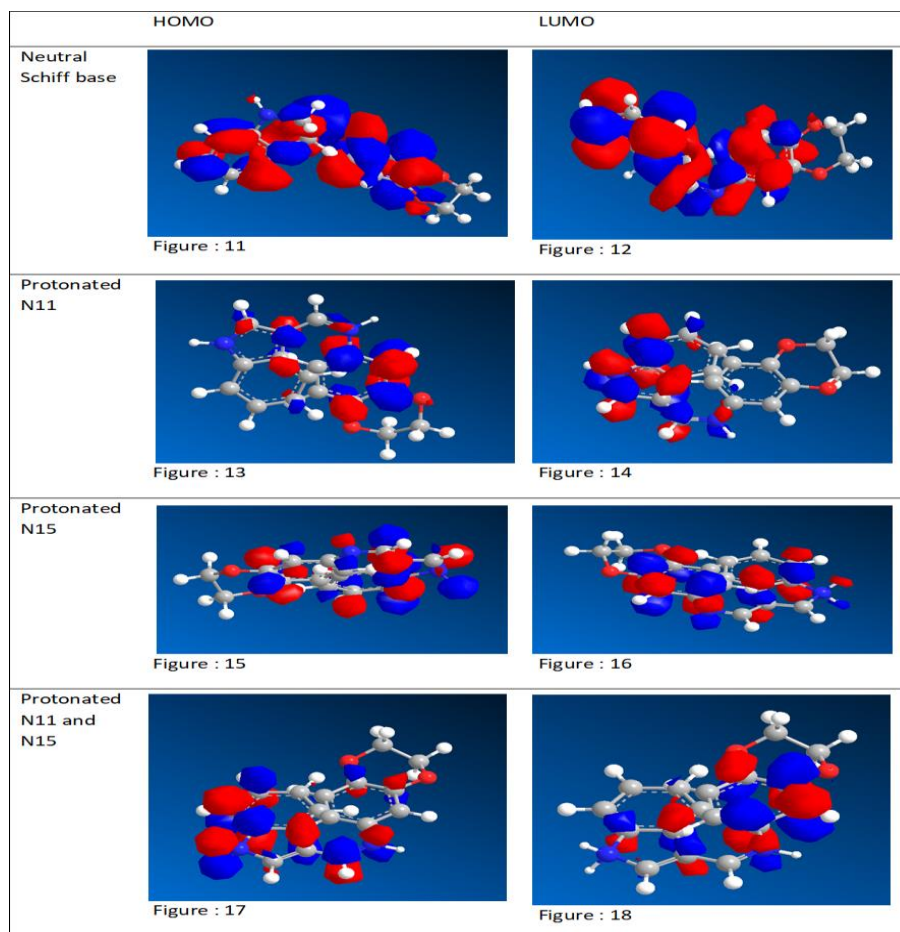 HOMO LUMO
Neutral
Schiff base
Figure : 11 Figure : 12
Protonated
N11
Figure : 13 Figure : 14
Protonated
N15
Figure : 15 Figure : 16
Protonated
N11 and
N15
Figure : 17 Figure : 18